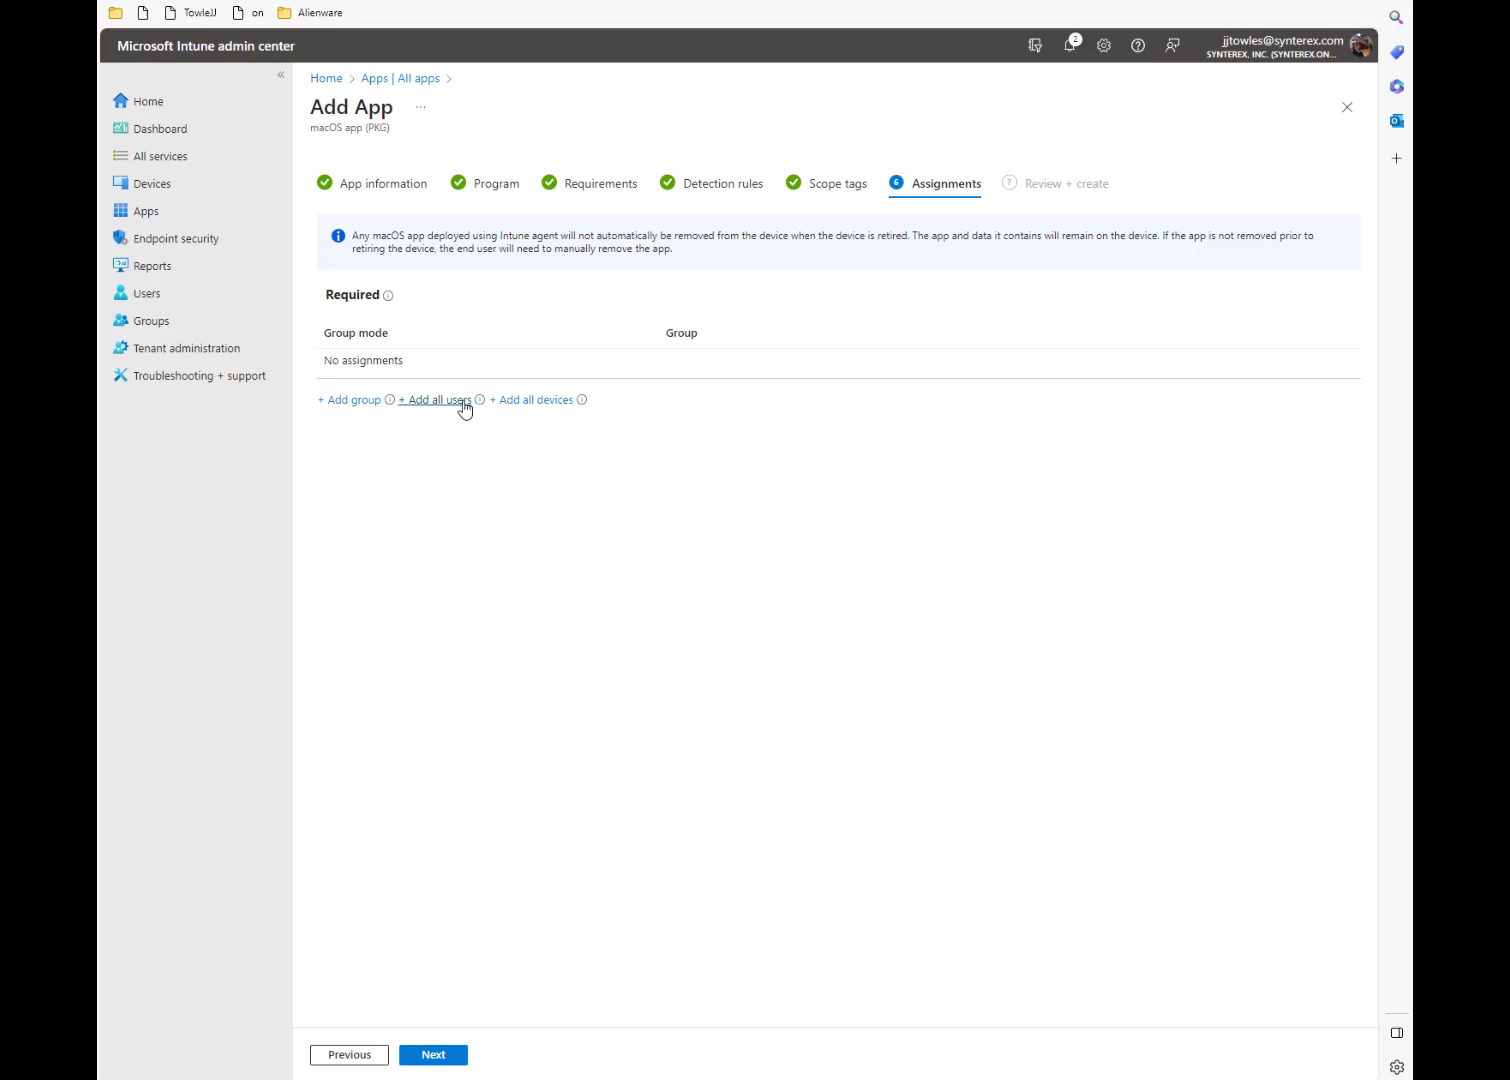 TowleJJ
on
Alienware
Microsoft Intune admin center
2
jjtowles@synterex.com
SYNTEREX, INC. (SYNTEREX.ON...
Home
Dashboard
All services
Devices
Apps
Endpoint security
Reports
Users
Groups
Tenant administration
Troubleshooting + support
Home > Apps | All apps >
Add App ...
macOS app (PKG)
App information
Program
Requirements
Detection rules
Scope tags
6 Assignments
7 Review + create
Any macOS app deployed using Intune agent will not automatically be removed from the device when the device is retired. The app and data it contains will remain on the device. If the app is not removed prior to
retiring the device, the end user will need to manually remove the app.
Required
Group mode Group
No assignments
+ Add group + Add all users + Add all devices
Previous Next